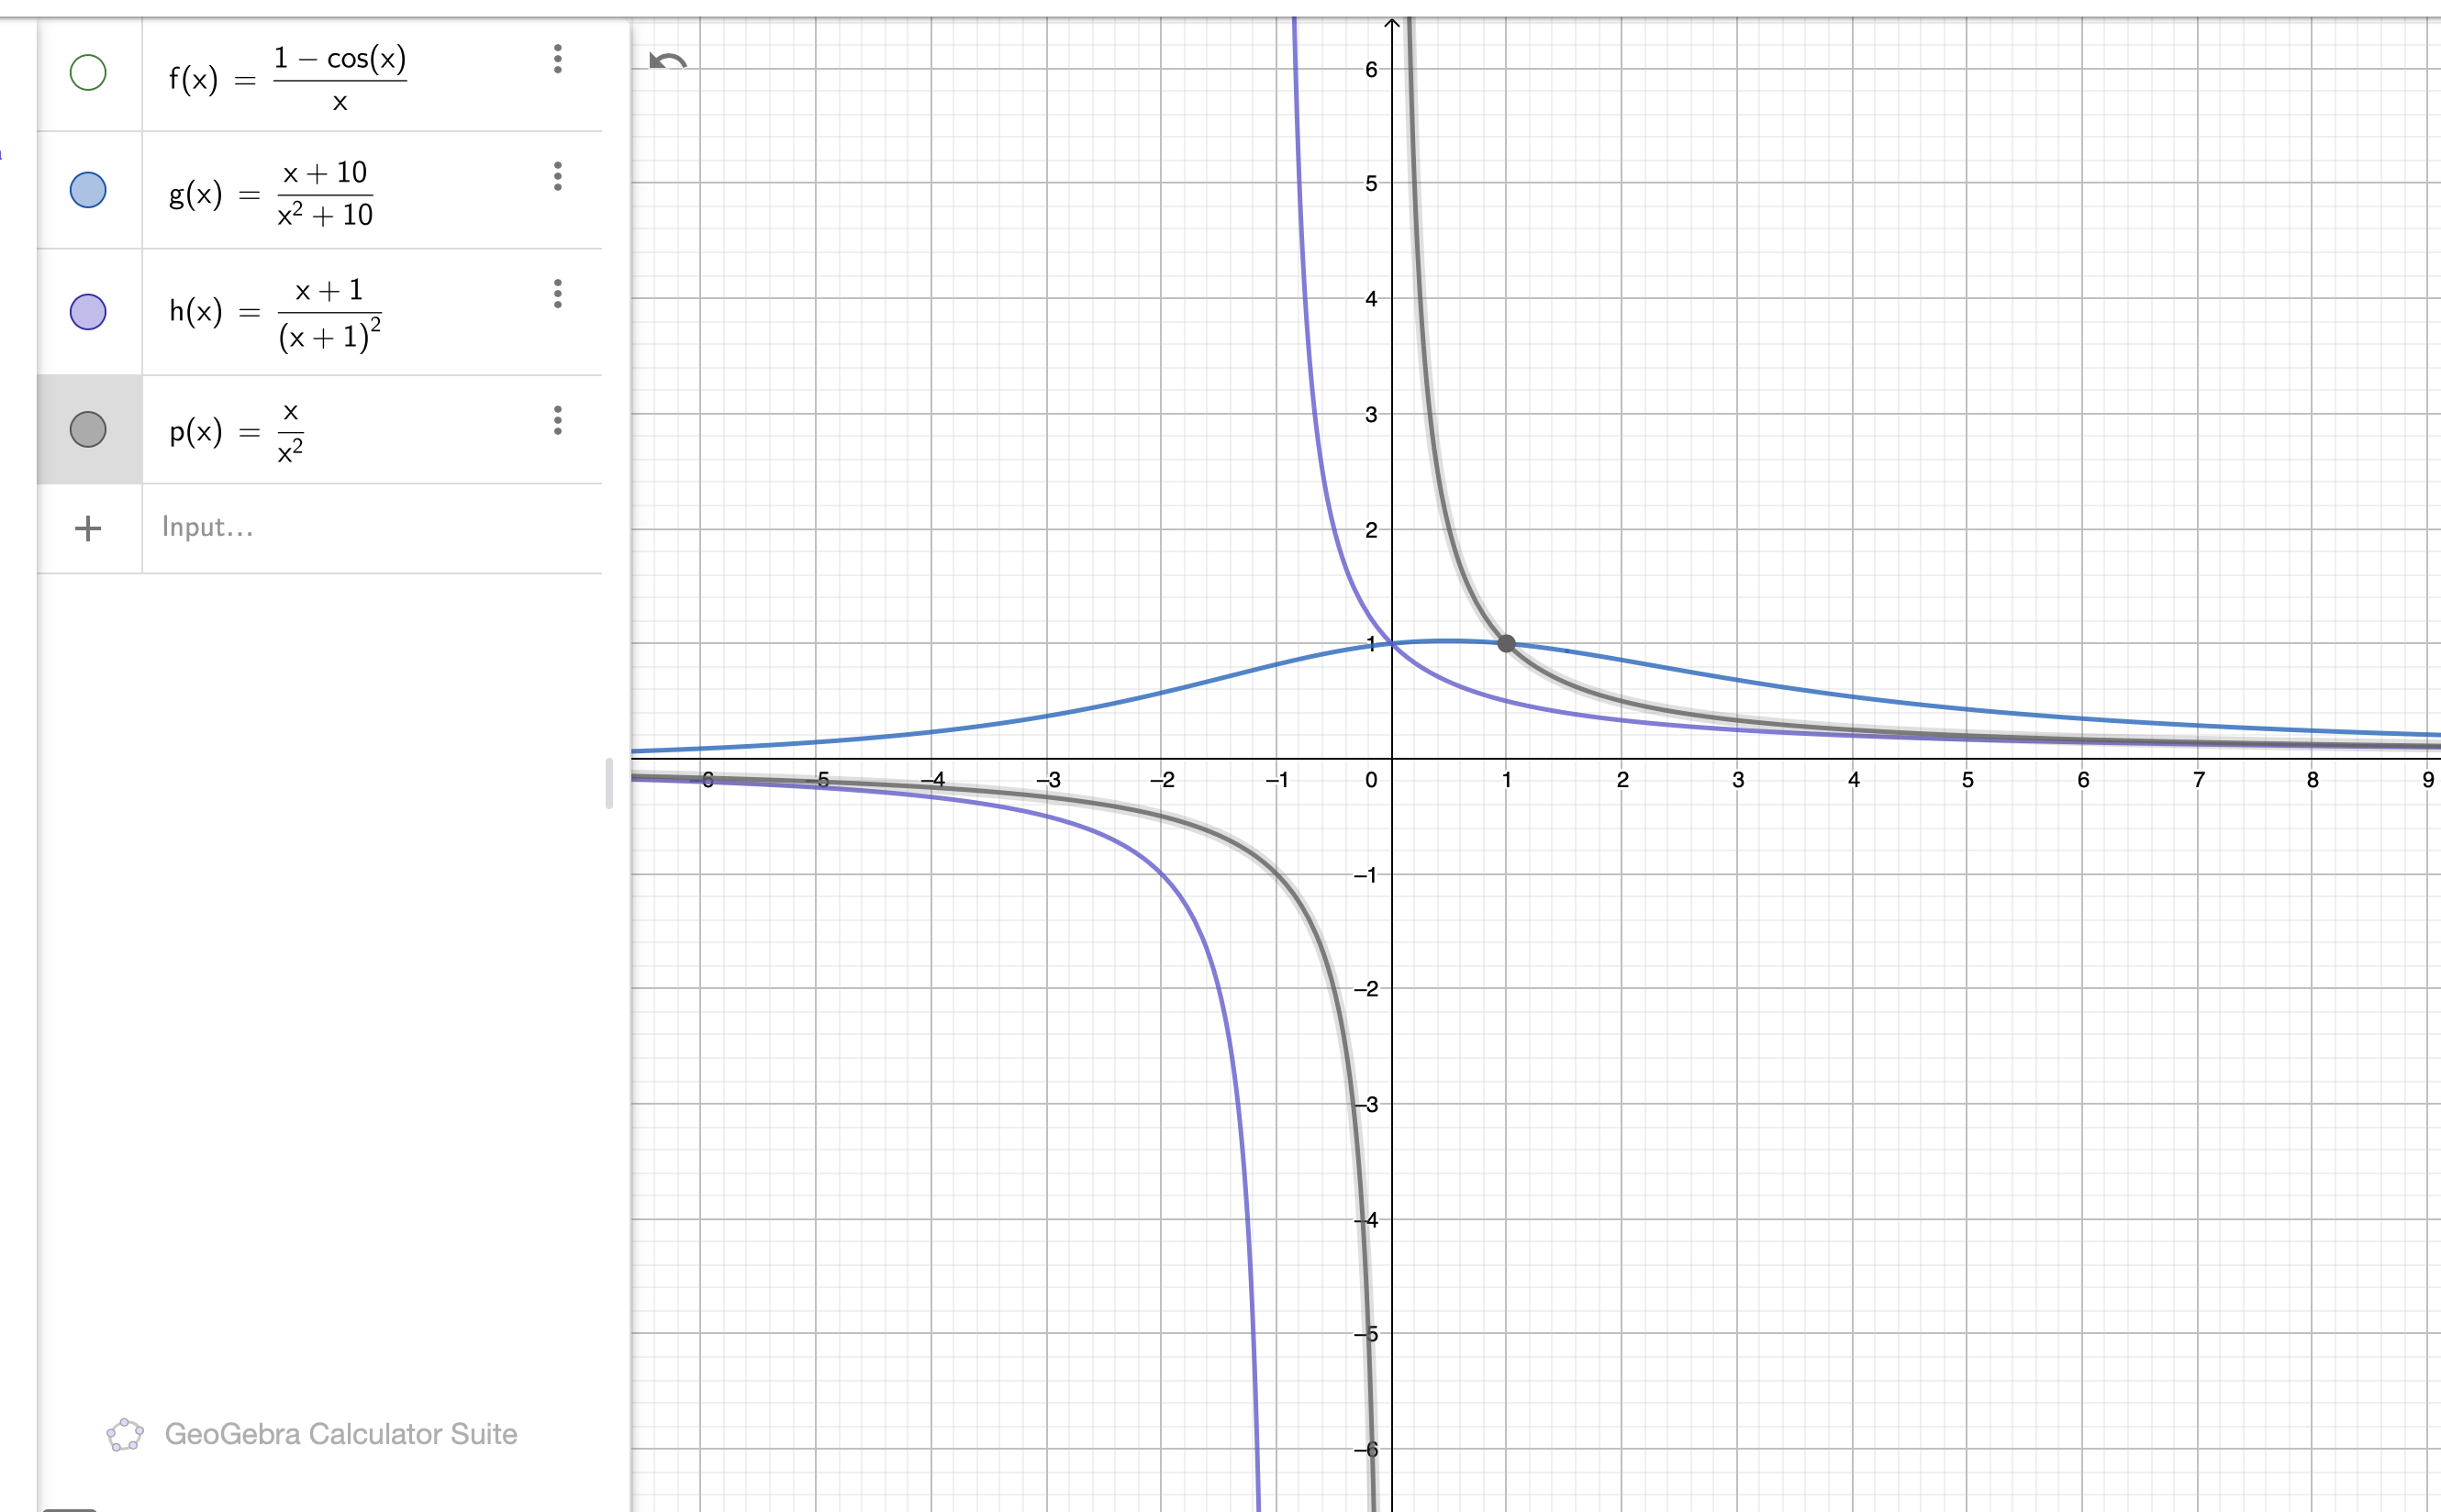 f(x) = (1 − cos(x)) / x
g(x) = (x + 10) / (x² + 10)
h(x) = (x + 1) / (x + 1)²
p(x) = x / x²
+ Input...
GeoGebra Calculator Suite
6
5
4
3
2
1
−6 −5 −4 −3 −2 −1 0 1 2 3 4 5 6 7 8 9
−1
−2
−3
−4
−5
−6